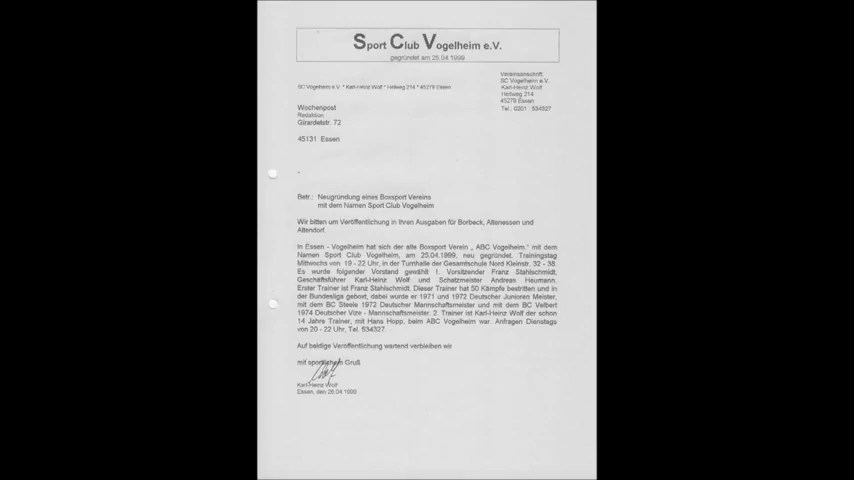 Sport Club Vogelheim e.V.
gegründet am 25.04.1999
Vereinsanschrift
SC Vogelheim e.V.
Karl-Heinz Wolf
Heilweg 214
45279 Essen
Tel.: 0201 534327
SC Vogelheim e.V. * Karl-Heinz Wolf * Heilweg 214 * 45279 Essen
Wochenpost
Redaktion
Girardetstr. 72
45131 Essen
Betr.: Neugründung eines Boxsport Vereins
mit dem Namen Sport Club Vogelheim
Wir bitten um Veröffentlichung in Ihren Ausgaben für Borbeck, Altenessen und
Altendorf.
In Essen - Vogelheim hat sich der alte Boxsport Verein „ ABC Vogelheim." mit dem
Namen Sport Club Vogelheim, am 25.04.1999, neu gegründet. Trainingstag
Mittwochs von 19 - 22 Uhr, in der Turnhalle der Gesamtschule Nord Kleinstr. 32 - 38.
Es wurde folgender Vorstand gewählt 1. Vorsitzender Franz Stahlschmidt,
Geschäftsführer Karl-Heinz Wolf und Schatzmeister Andreas Heumann.
Erster Trainer ist Franz Stahlschmidt. Dieser Trainer hat 50 Kämpfe bestritten und in
der Bundesliga geboxt, dabei wurde er 1971 und 1972 Deutscher Junioren Meister,
mit dem BC Steele 1972 Deutscher Mannschaftsmeister und mit dem BC Velbert
1974 Deutscher Vize - Mannschaftsmeister. 2. Trainer ist Karl-Heinz Wolf der schon
14 Jahre Trainer, mit Hans Hopp, beim ABC Vogelheim war. Anfragen Dienstags
von 20 - 22 Uhr, Tel. 534327.
Auf baldige Veröffentlichung wartend verbleiben wir
mit sportlichem Gruß
Karl-Heinz Wolf
Essen, den 26.04.1999